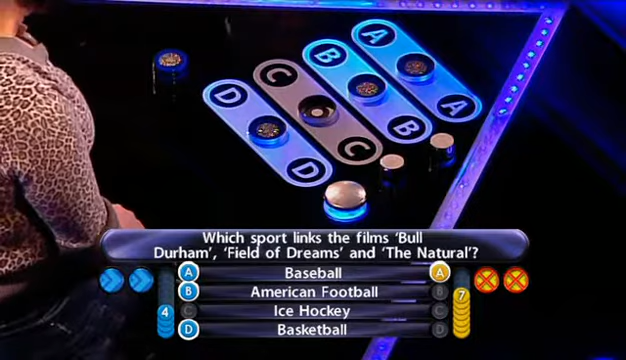 A
B
C
D
A
B
C
D
Which sport links the films ‘Bull
Durham’, ‘Field of Dreams’ and ‘The Natural’?
A Baseball A
B American Football B
4 C Ice Hockey C 7
D Basketball D